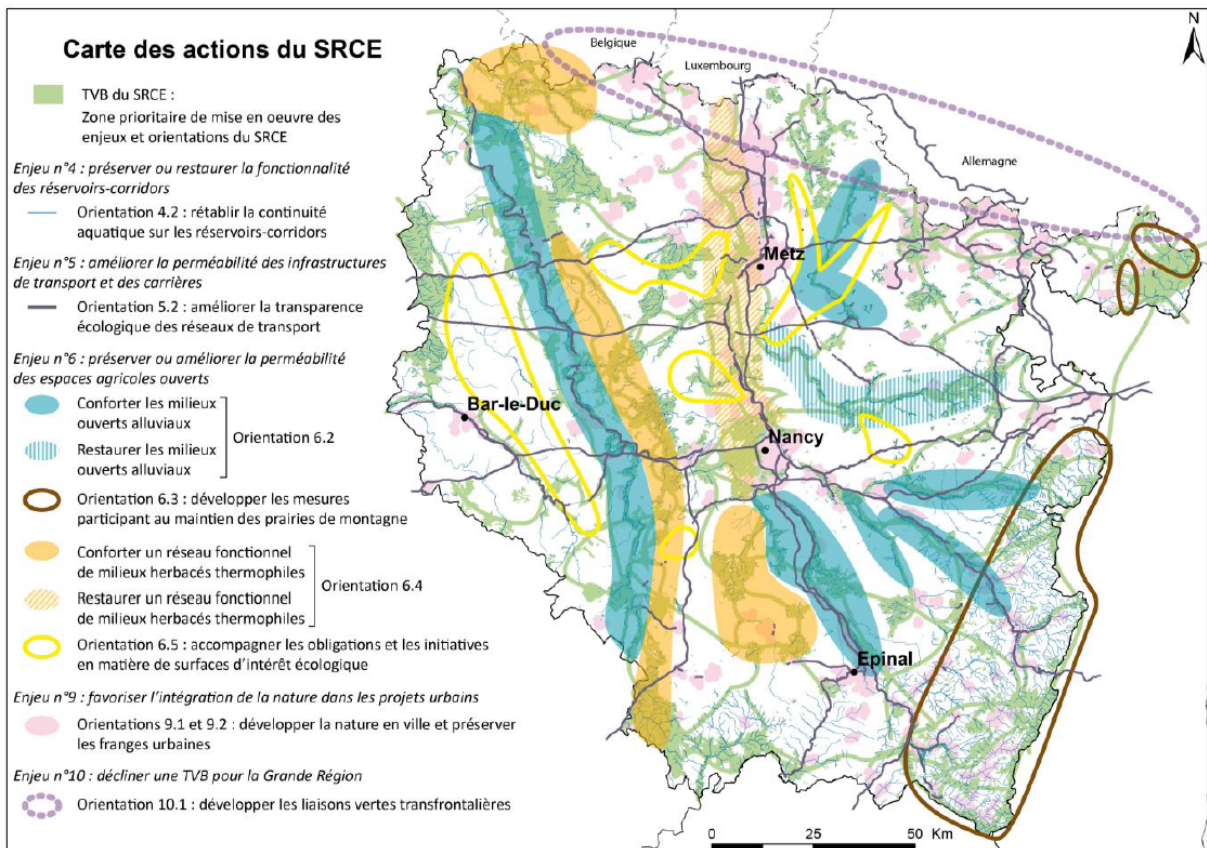 Carte des actions du SRCE
TVB du SRCE :
Zone prioritaire de mise en oeuvre des
enjeux et orientations du SRCE
Enjeu n°4 : préserver ou restaurer la fonctionnalité
des réservoirs-corridors
Orientation 4.2 : rétablir la continuité
aquatique sur les réservoirs-corridors
Enjeu n°5 : améliorer la perméabilité des infrastructures
de transport et des carrières
Orientation 5.2 : améliorer la transparence
écologique des réseaux de transport
Enjeu n°6 : préserver ou améliorer la perméabilité
des espaces agricoles ouverts
Conforter les milieux
ouverts alluviaux
Restaurer les milieux
ouverts alluviaux
Orientation 6.2
Orientation 6.3 : développer les mesures
participant au maintien des prairies de montagne
Conforter un réseau fonctionnel
de milieux herbacés thermophiles
Restaurer un réseau fonctionnel
de milieux herbacés thermophiles
Orientation 6.4
Orientation 6.5 : accompagner les obligations et les initiatives
en matière de surfaces d'intérêt écologique
Enjeu n°9 : favoriser l'intégration de la nature dans les projets urbains
Orientations 9.1 et 9.2 : développer la nature en ville et préserver
les franges urbaines
Enjeu n°10 : décliner une TVB pour la Grande Région
Orientation 10.1 : développer les liaisons vertes transfrontalières
N
Belgique
Luxembourg
Allemagne
Metz
Bar-le-Duc
Nancy
Epinal
0 25 50 Km